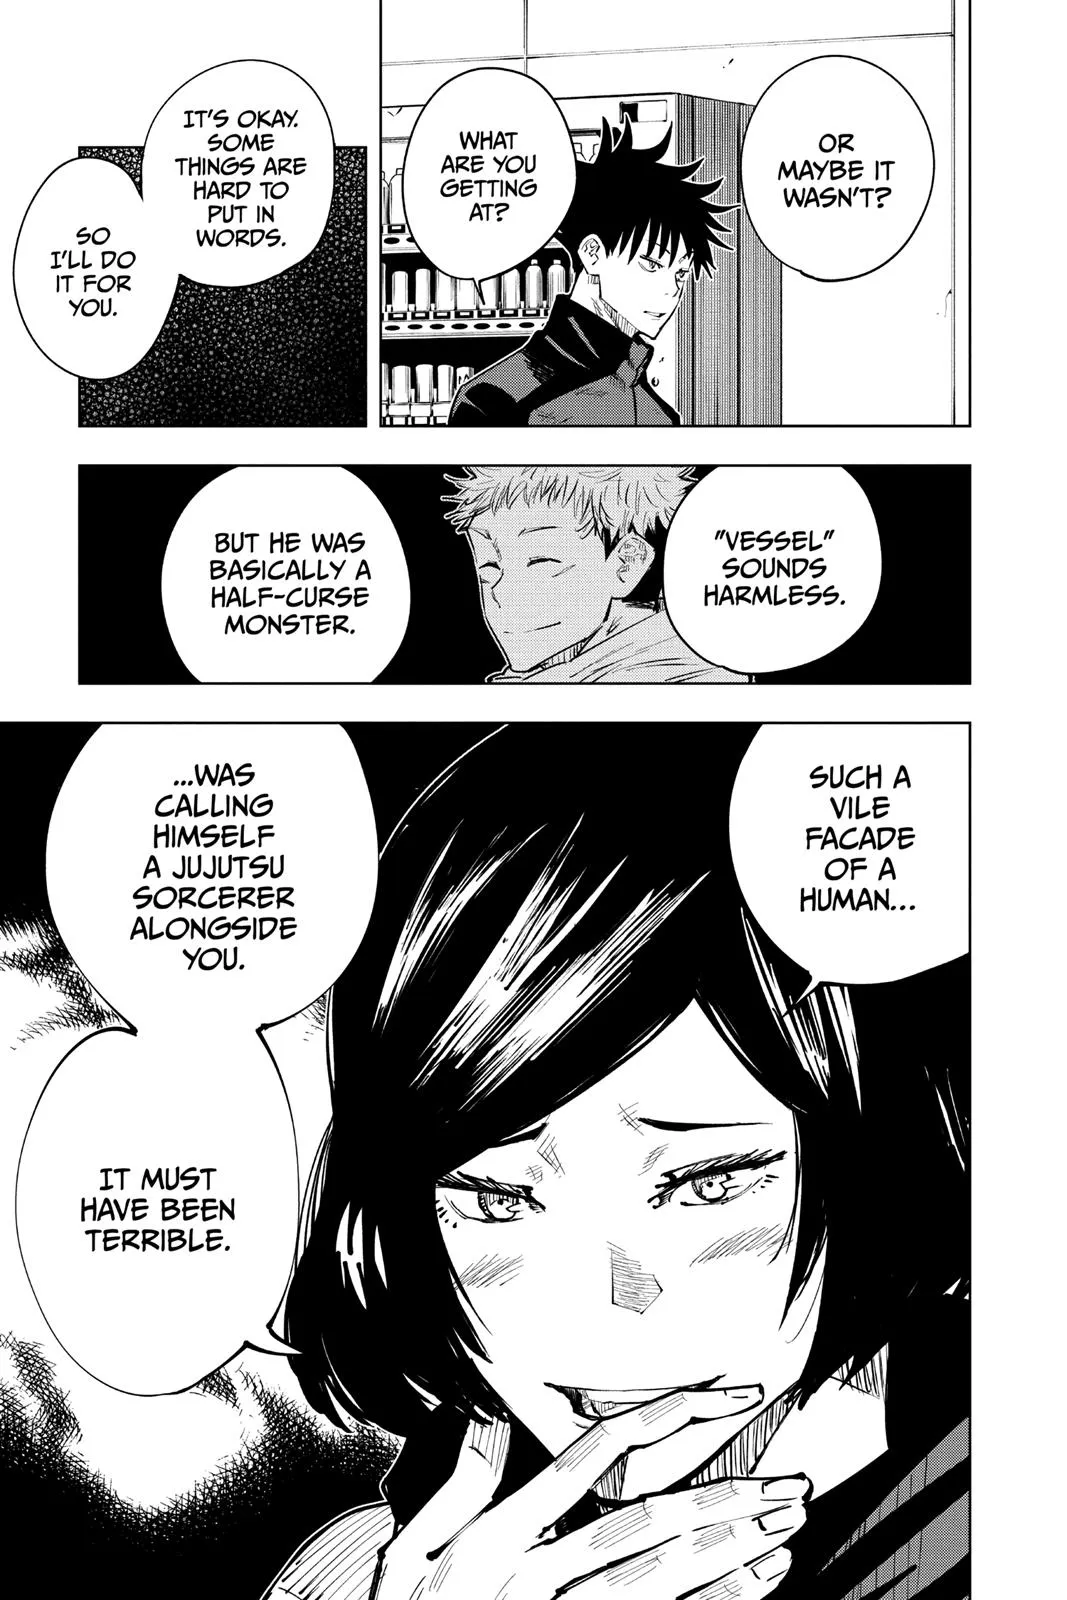 OR
MAYBE IT
WASN'T?
WHAT
ARE YOU
GETTING
AT?
IT'S OKAY.
SOME
THINGS ARE
HARD TO
PUT IN
WORDS.
SO
I'LL DO
IT FOR
YOU.
"VESSEL"
SOUNDS
HARMLESS.
BUT HE WAS
BASICALLY A
HALF-CURSE
MONSTER.
SUCH A
VILE
FACADE
OF A
HUMAN...
...WAS
CALLING
HIMSELF
A JUJUTSU
SORCERER
ALONGSIDE
YOU.
IT MUST
HAVE BEEN
TERRIBLE.